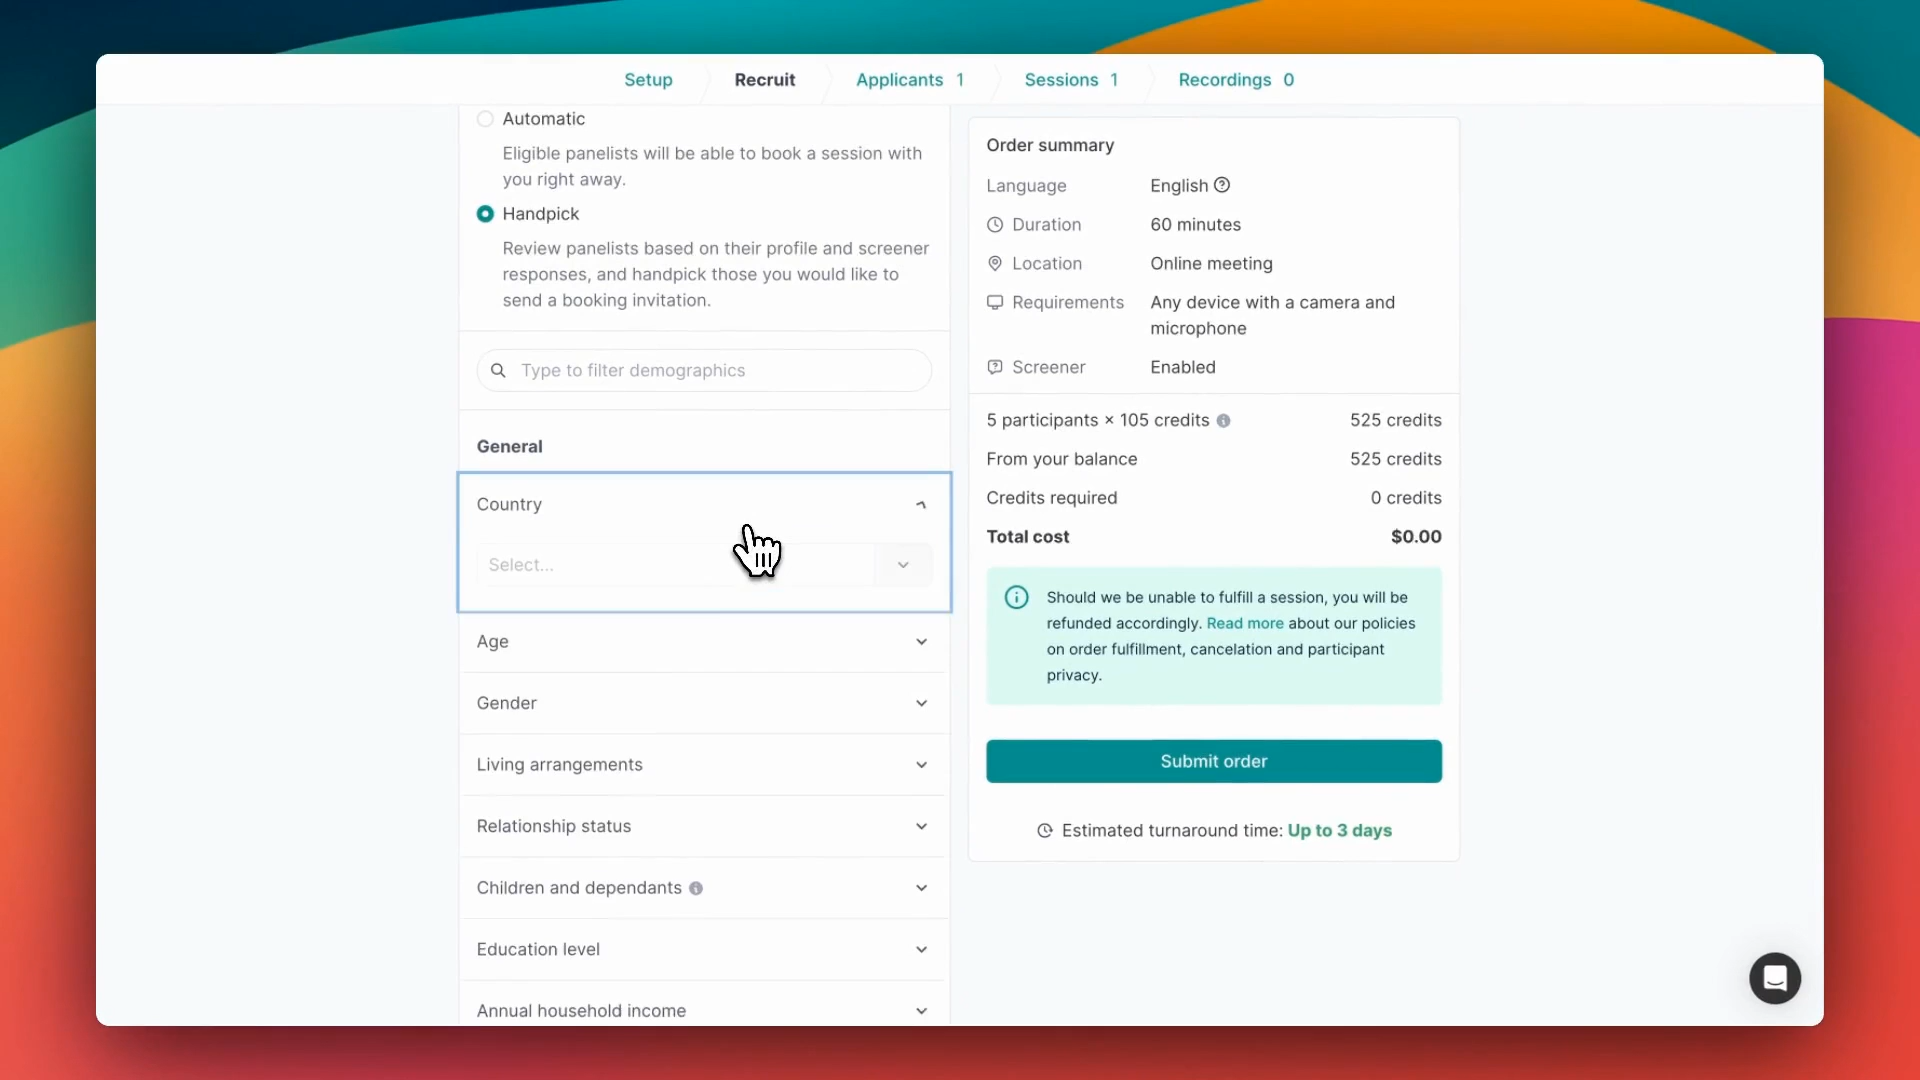 Setup
Recruit
Applicants 1
Sessions 1
Recordings 0
Automatic
Eligible panelists will be able to book a session with
you right away.
Handpick
Review panelists based on their profile and screener
responses, and handpick those you would like to
send a booking invitation.
Type to filter demographics
General
Country
Select...
Age
Gender
Living arrangements
Relationship status
Children and dependants
Education level
Annual household income
Order summary
Language English
Duration 60 minutes
Location Online meeting
Requirements Any device with a camera and
microphone
Screener Enabled
5 participants × 105 credits 525 credits
From your balance 525 credits
Credits required 0 credits
Total cost $0.00
Should we be unable to fulfill a session, you will be
refunded accordingly. Read more about our policies
on order fulfillment, cancelation and participant
privacy.
Submit order
Estimated turnaround time: Up to 3 days